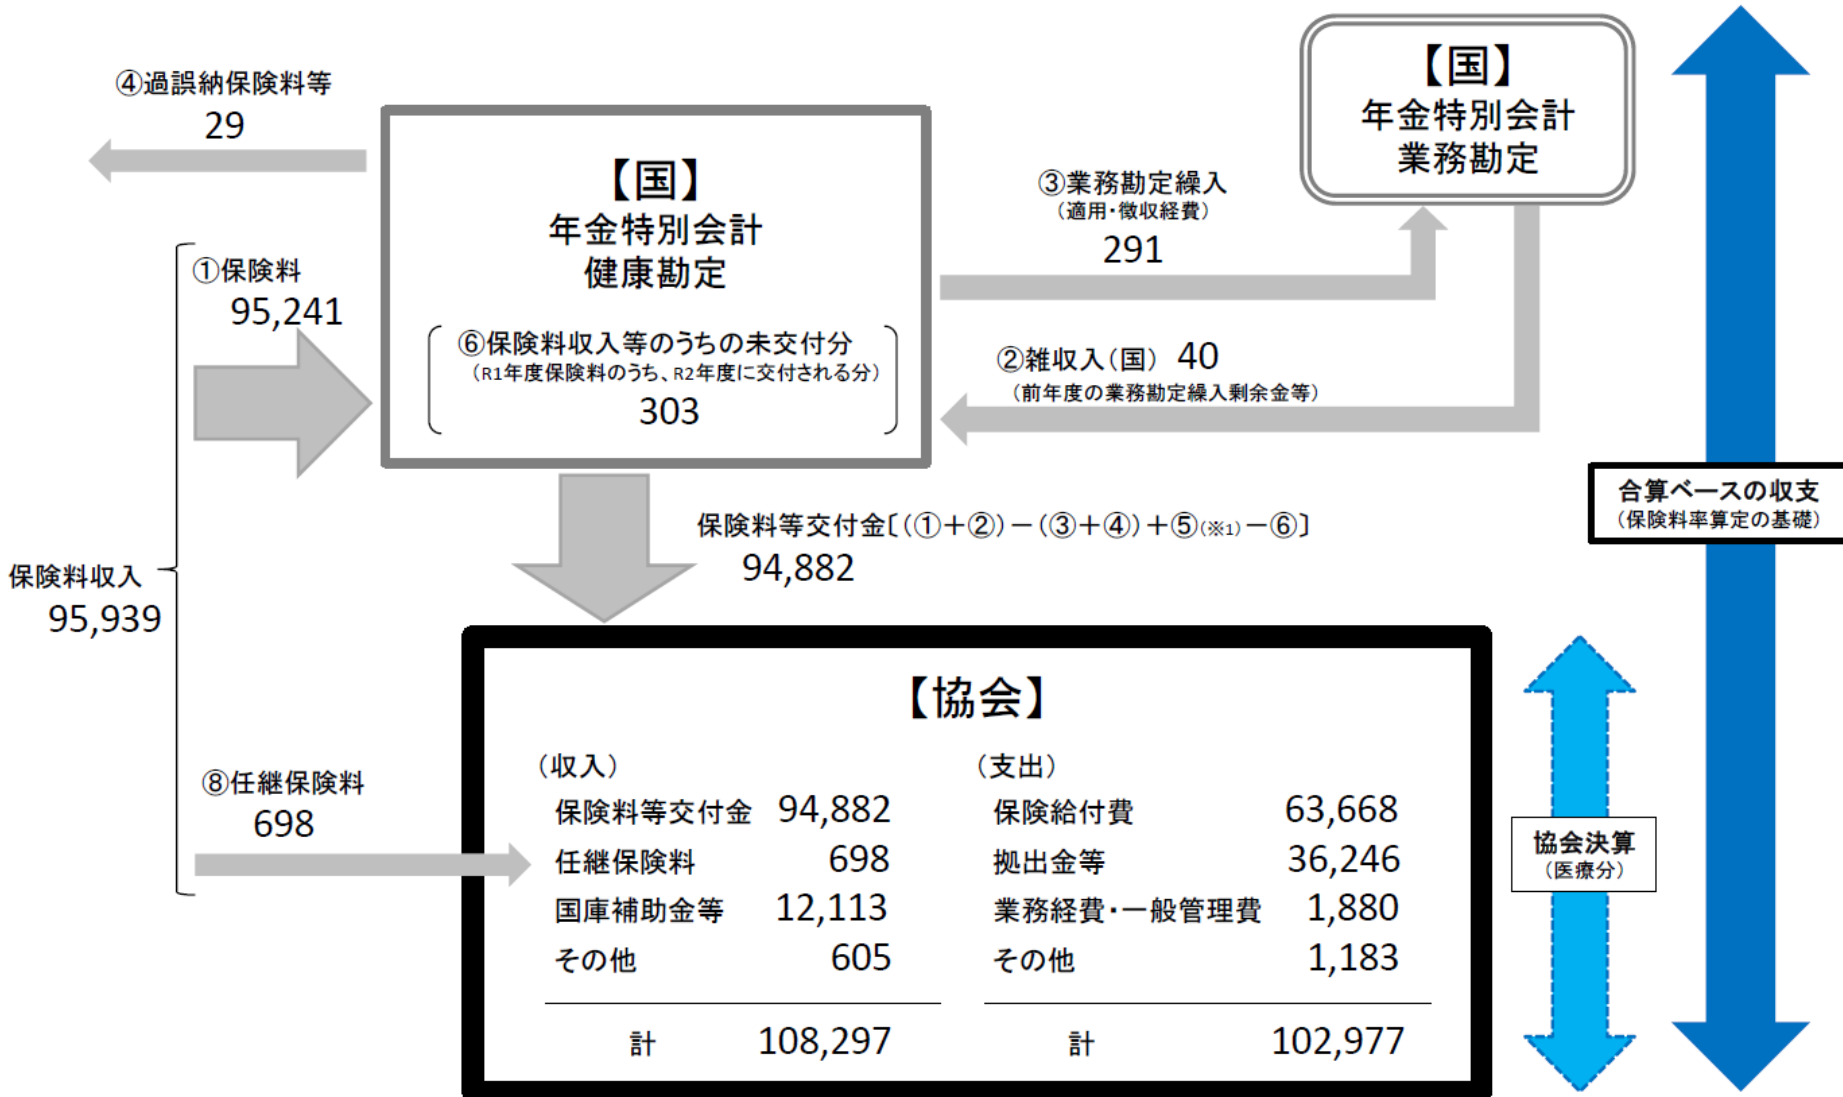 ④過誤納保険料等
29
【国】
年金特別会計
健康勘定
⑥保険料収入等のうちの未交付分
（R1年度保険料のうち、R2年度に交付される分）
303
【国】
年金特別会計
業務勘定
③業務勘定繰入
（適用・徴収経費）
291
②雑収入（国） 40
（前年度の業務勘定繰入剰余金等）
①保険料
95,241
保険料収入
95,939
保険料等交付金〔（①＋②）－（③＋④）＋⑤（※1）－⑥〕
94,882
合算ベースの収支
（保険料率算定の基礎）
⑧任継保険料
698
【協会】
（収入）
保険料等交付金 94,882
任継保険料 698
国庫補助金等 12,113
その他 605
計 108,297
（支出）
保険給付費 63,668
拠出金等 36,246
業務経費・一般管理費 1,880
その他 1,183
計 102,977
協会決算
（医療分）